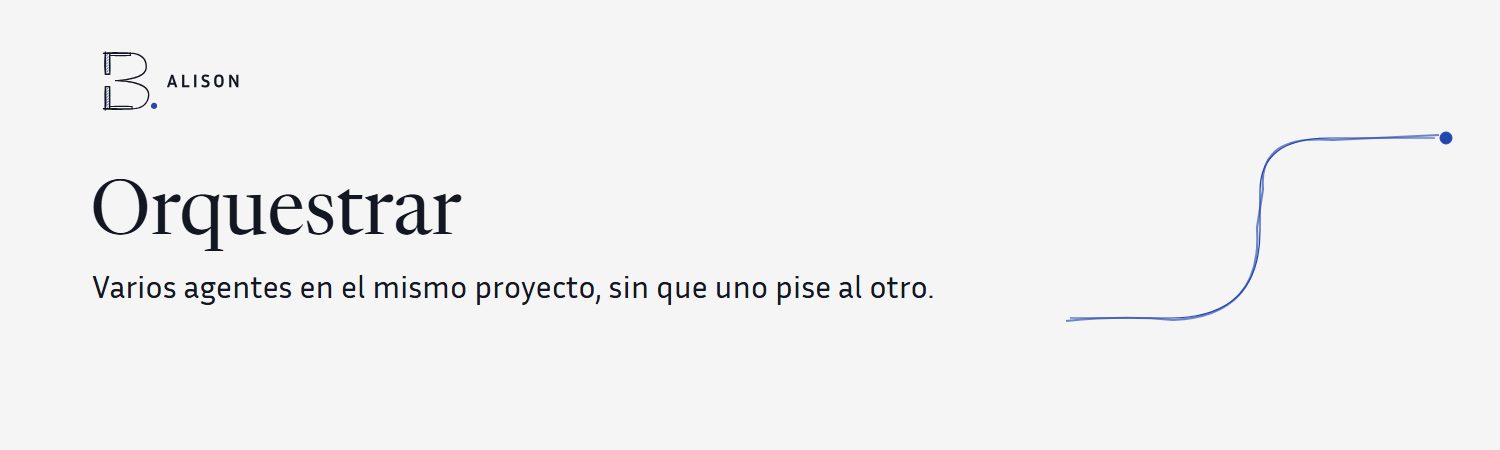 B. ALISON
Orquestrar
Varios agentes en el mismo proyecto, sin que uno pise al otro.